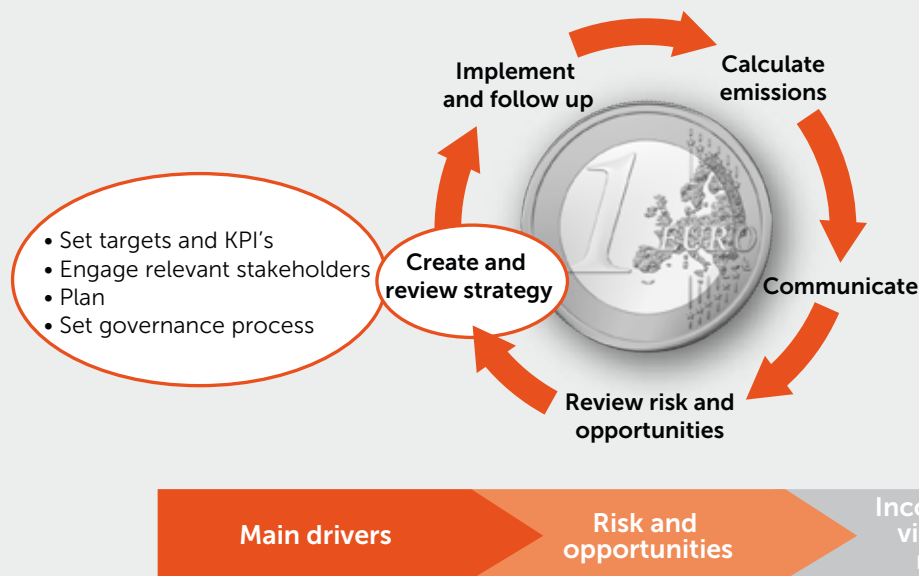 Implement
and follow up
Calculate
emissions
• Set targets and KPI's
• Engage relevant stakeholders
• Plan
• Set governance process
Create and
review strategy
1
EURO
Communicate
Review risk and
opportunities
Main drivers
Risk and
opportunities